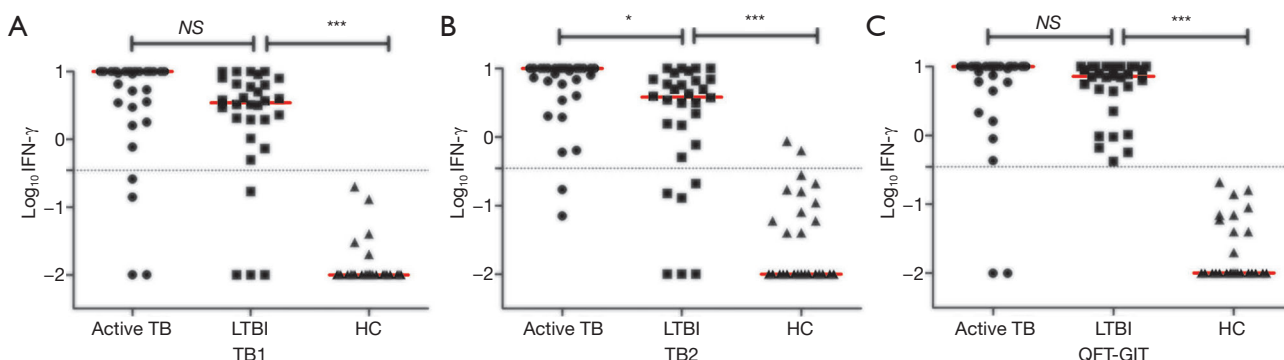 A
NS
***
Log10 IFN-γ
1
0
−1
−2
Active TB
LTBI
HC
TB1
B
*
***
Log10 IFN-γ
1
0
−1
−2
Active TB
LTBI
HC
TB2
C
NS
***
Log10 IFN-γ
1
0
−1
−2
Active TB
LTBI
HC
QFT-GIT